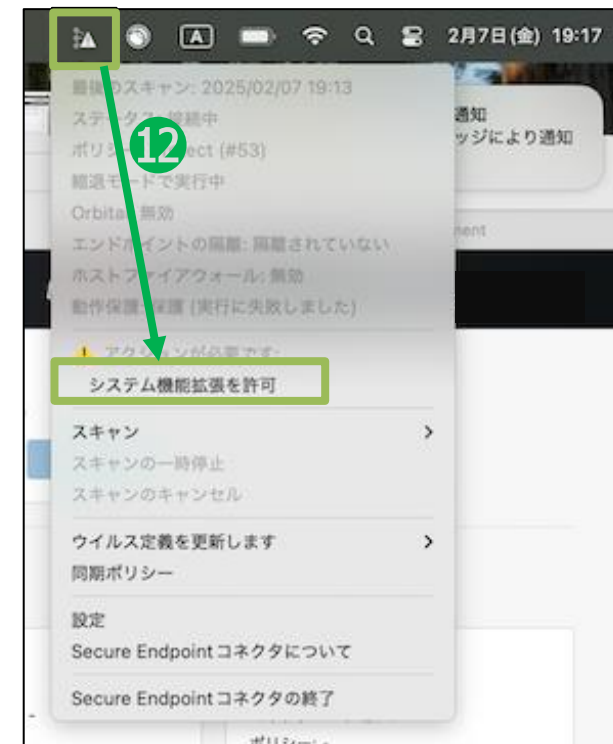 A 2月7日(金) 19:17
最後のスキャン: 2025/02/07 19:13
ステータス: 接続中
通知
ッジにより通知
⑫
ポリシー ect (#53)
縮退モードで実行中
Orbital: 無効
ment
エンドポイントの隔離: 隔離されていない
ホストファイアウォール: 無効
動作保護: 保護 (実行に失敗しました)
アクションが必要です:
システム機能拡張を許可
スキャン >
スキャンの一時停止
スキャンのキャンセル
ウイルス定義を更新します >
同期ポリシー
設定
Secure Endpoint コネクタについて
Secure Endpoint コネクタの終了
ポリシー: -